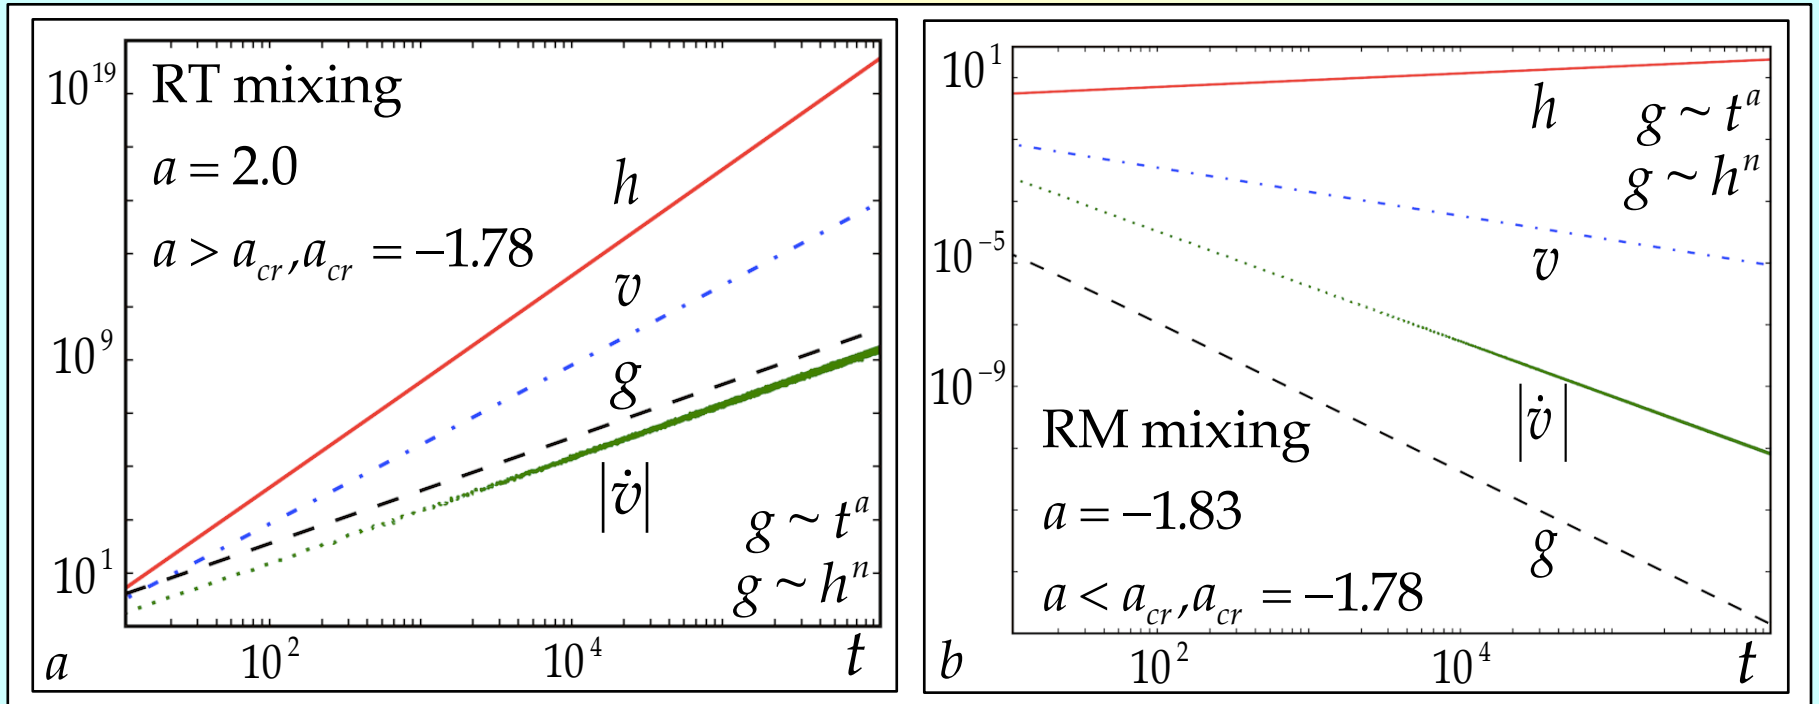 10^19
RT mixing
a = 2.0
h
a > a_cr, a_cr = −1.78
v
10^9
g
|v̇|
g ~ t^a
10^1
g ~ h^n
a
10^2
10^4
t
10^1
h
g ~ t^a
g ~ h^n
10^−5
v
10^−9
|v̇|
RM mixing
a = −1.83
g
a < a_cr, a_cr = −1.78
b
10^2
10^4
t